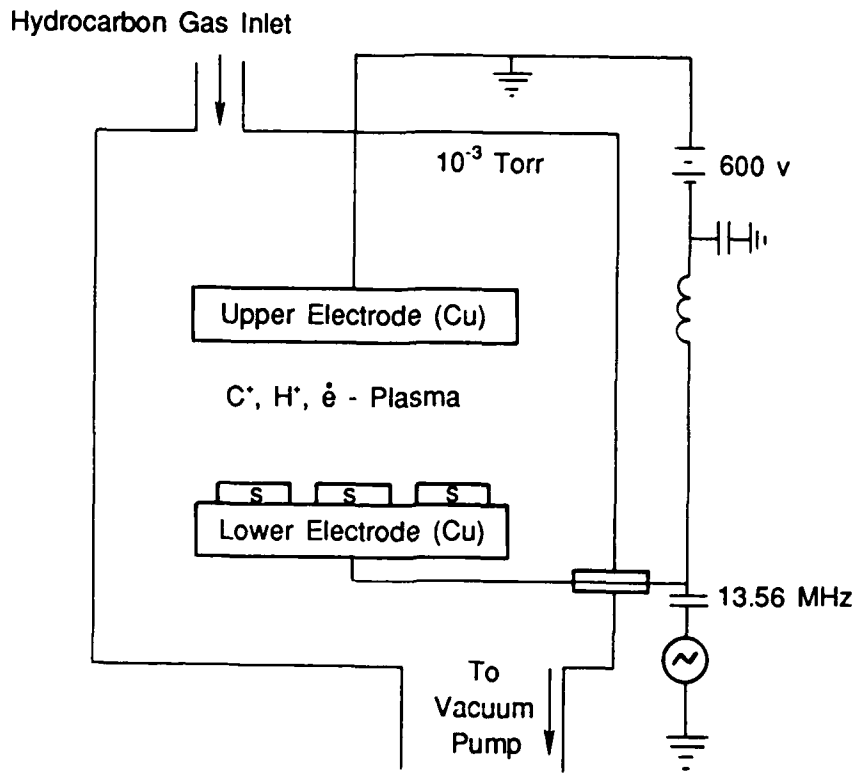 Hydrocarbon Gas Inlet
10⁻³ Torr
600 v
Upper Electrode (Cu)
C⁺, H⁺, ė - Plasma
S S S
Lower Electrode (Cu)
13.56 MHz
To
Vacuum
Pump